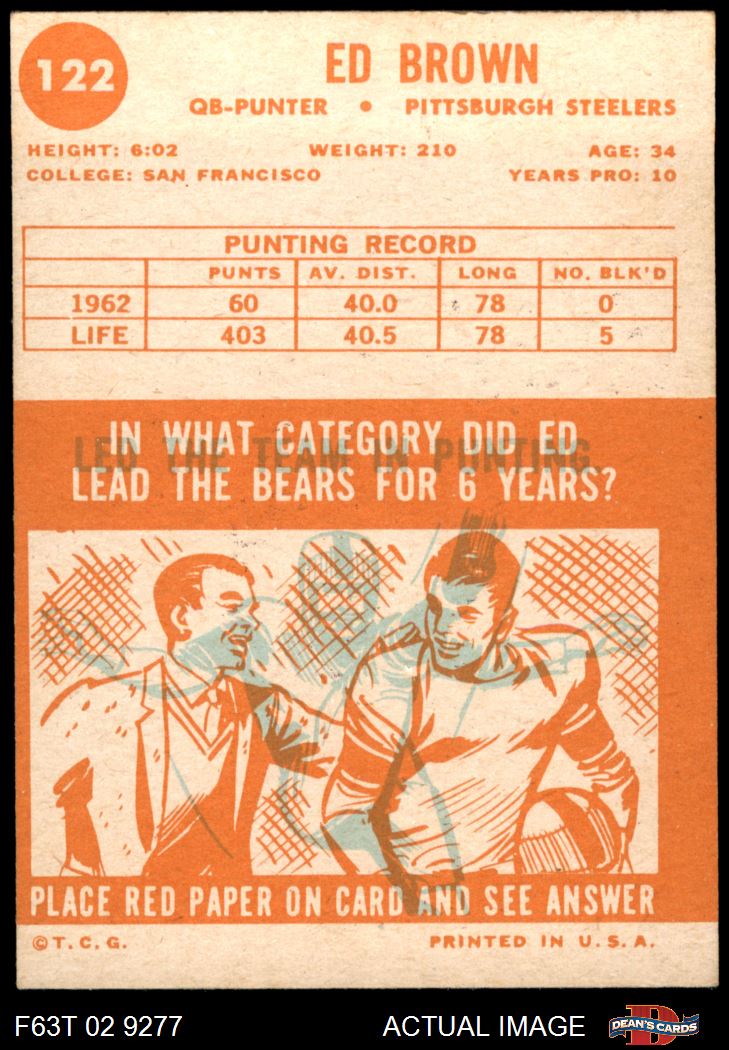 122
ED BROWN
QB-PUNTER • PITTSBURGH STEELERS
HEIGHT: 6:02 WEIGHT: 210 AGE: 34
COLLEGE: SAN FRANCISCO YEARS PRO: 10
PUNTING RECORD
PUNTS AV. DIST. LONG NO. BLK'D
1962 60 40.0 78 0
LIFE 403 40.5 78 5
IN WHAT CATEGORY DID ED
LED THE TEAM IN PUNTING.
LEAD THE BEARS FOR 6 YEARS?
PLACE RED PAPER ON CARD AND SEE ANSWER
©T.C.G. PRINTED IN U.S.A.
F63T 02 9277 ACTUAL IMAGE D DEAN'S CARDS